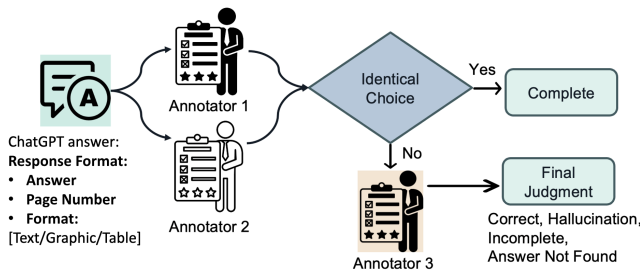 A
ChatGPT answer:
Response Format:
• Answer
• Page Number
• Format:
[Text/Graphic/Table]
Annotator 1
Annotator 2
Identical
Choice
Yes
Complete
No
Annotator 3
Final
Judgment
Correct, Hallucination,
Incomplete,
Answer Not Found